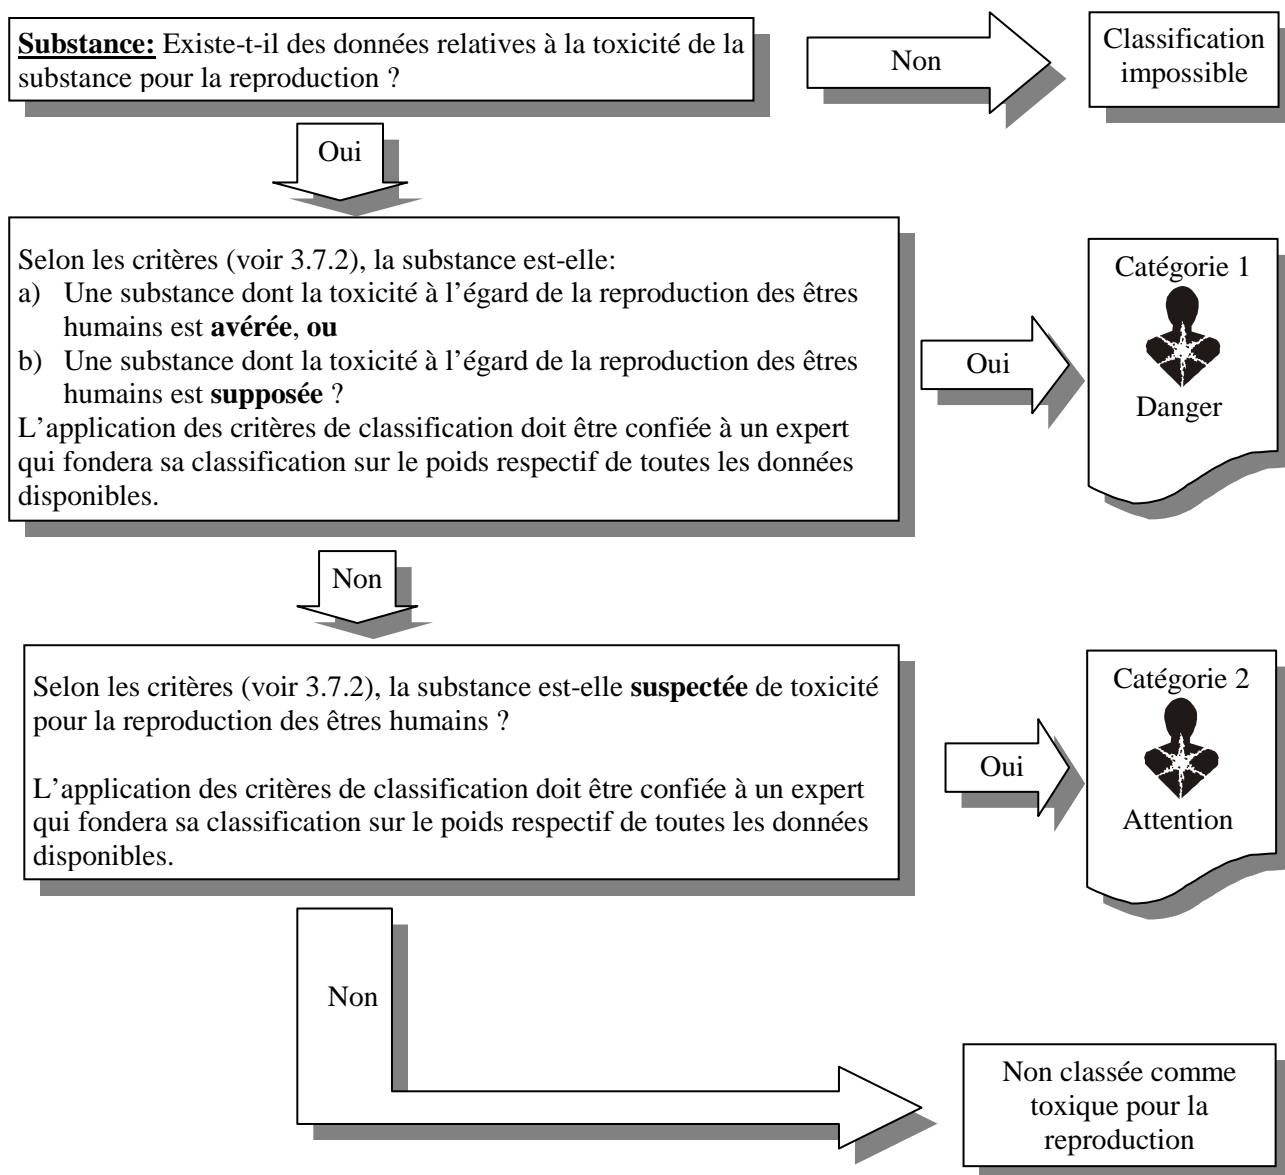 Substance: Existe-t-il des données relatives à la toxicité de la
substance pour la reproduction ?
Non
Classification
impossible
Oui
Selon les critères (voir 3.7.2), la substance est-elle:
a) Une substance dont la toxicité à l’égard de la reproduction des êtres
humains est avérée, ou
b) Une substance dont la toxicité à l’égard de la reproduction des êtres
humains est supposée ?
L’application des critères de classification doit être confiée à un expert
qui fondera sa classification sur le poids respectif de toutes les données
disponibles.
Oui
Catégorie 1
Danger
Non
Selon les critères (voir 3.7.2), la substance est-elle suspectée de toxicité
pour la reproduction des êtres humains ?
L’application des critères de classification doit être confiée à un expert
qui fondera sa classification sur le poids respectif de toutes les données
disponibles.
Oui
Catégorie 2
Attention
Non
Non classée comme
toxique pour la
reproduction